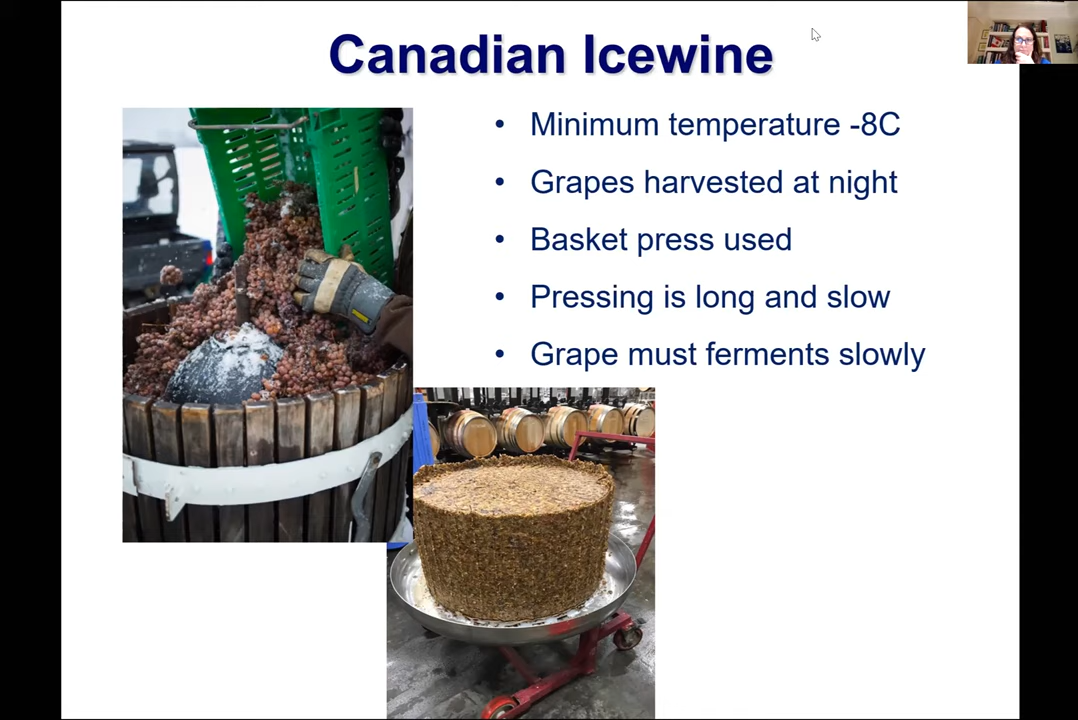 Canadian Icewine
• Minimum temperature -8C
• Grapes harvested at night
• Basket press used
• Pressing is long and slow
• Grape must ferments slowly